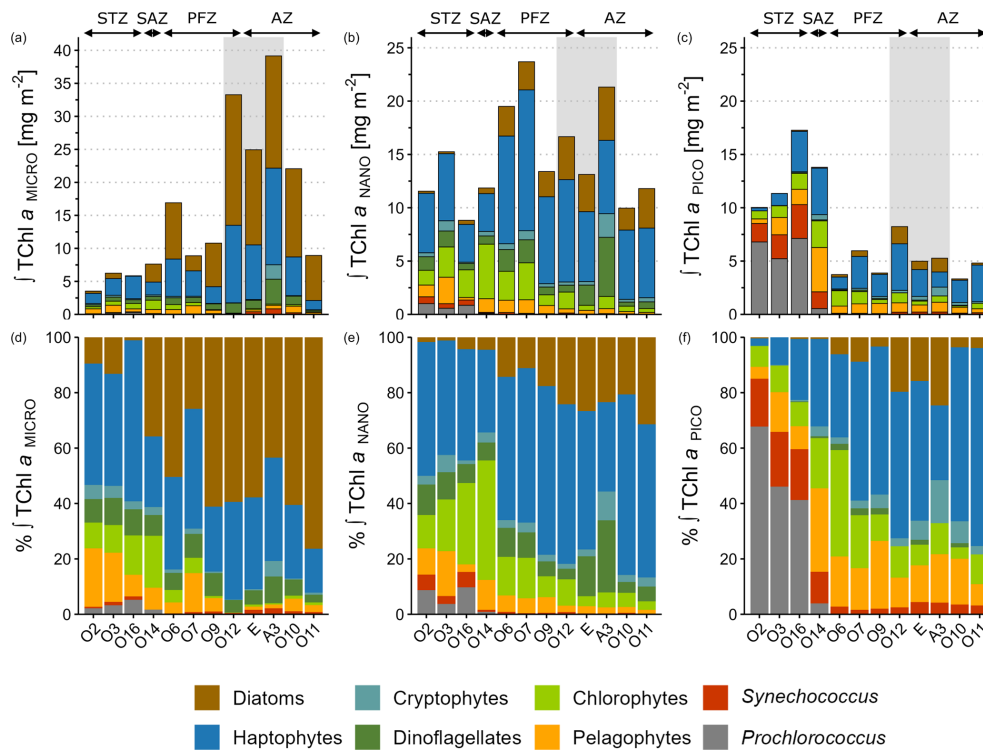 STZ SAZ PFZ AZ
STZ SAZ PFZ AZ
STZ SAZ PFZ AZ
(a) (b) (c)
∫ TChl a MICRO [mg m⁻²]
40
35
30
25
20
15
10
5
0
∫ TChl a NANO [mg m⁻²]
25
20
15
10
5
0
∫ TChl a PICO [mg m⁻²]
25
20
15
10
5
0
(d) (e) (f)
% ∫ TChl a MICRO
100
80
60
40
20
0
O2 O3 O16 O14 O6 O7 O9 O12 E A3 O10 O11
% ∫ TChl a NANO
100
80
60
40
20
0
O2 O3 O16 O14 O6 O7 O9 O12 E A3 O10 O11
% ∫ TChl a PICO
100
80
60
40
20
0
O2 O3 O16 O14 O6 O7 O9 O12 E A3 O10 O11
Diatoms Cryptophytes Chlorophytes Synechococcus
Haptophytes Dinoflagellates Pelagophytes Prochlorococcus